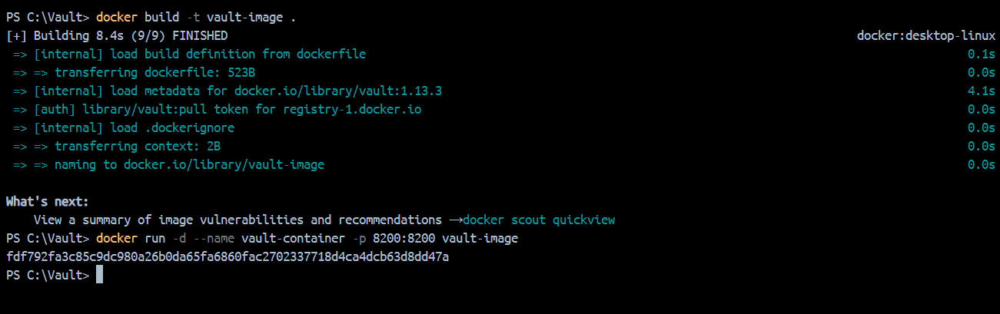 PS C:\Vault> docker build -t vault-image .
[+] Building 8.4s (9/9) FINISHED docker:desktop-linux
=> [internal] load build definition from dockerfile 0.1s
=> => transferring dockerfile: 523B 0.0s
=> [internal] load metadata for docker.io/library/vault:1.13.3 4.1s
=> [auth] library/vault:pull token for registry-1.docker.io 0.0s
=> [internal] load .dockerignore 0.0s
=> => transferring context: 2B 0.0s
=> => naming to docker.io/library/vault-image 0.0s
What's next:
View a summary of image vulnerabilities and recommendations → docker scout quickview
PS C:\Vault> docker run -d --name vault-container -p 8200:8200 vault-image
fdf792fa3c85c9dc980a26b0da65fa6860fac2702337718d4ca4dcb63d8dd47a
PS C:\Vault>